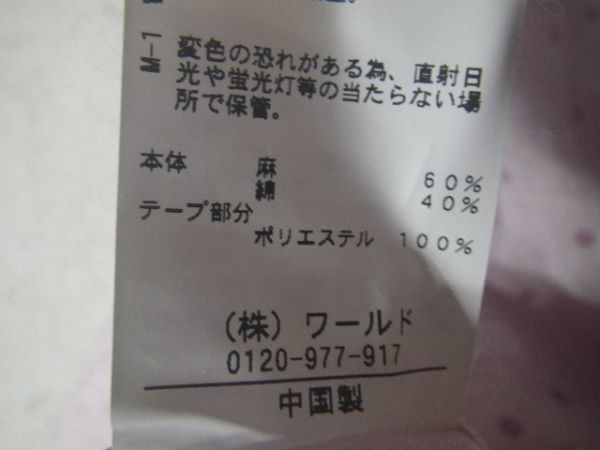 M-1
変色の恐れがある為、直射日
光や蛍光灯等の当たらない場
所で保管。
本体 麻 60%
綿 40%
テープ部分
ポリエステル 100%
(株) ワールド
0120-977-917
中国製